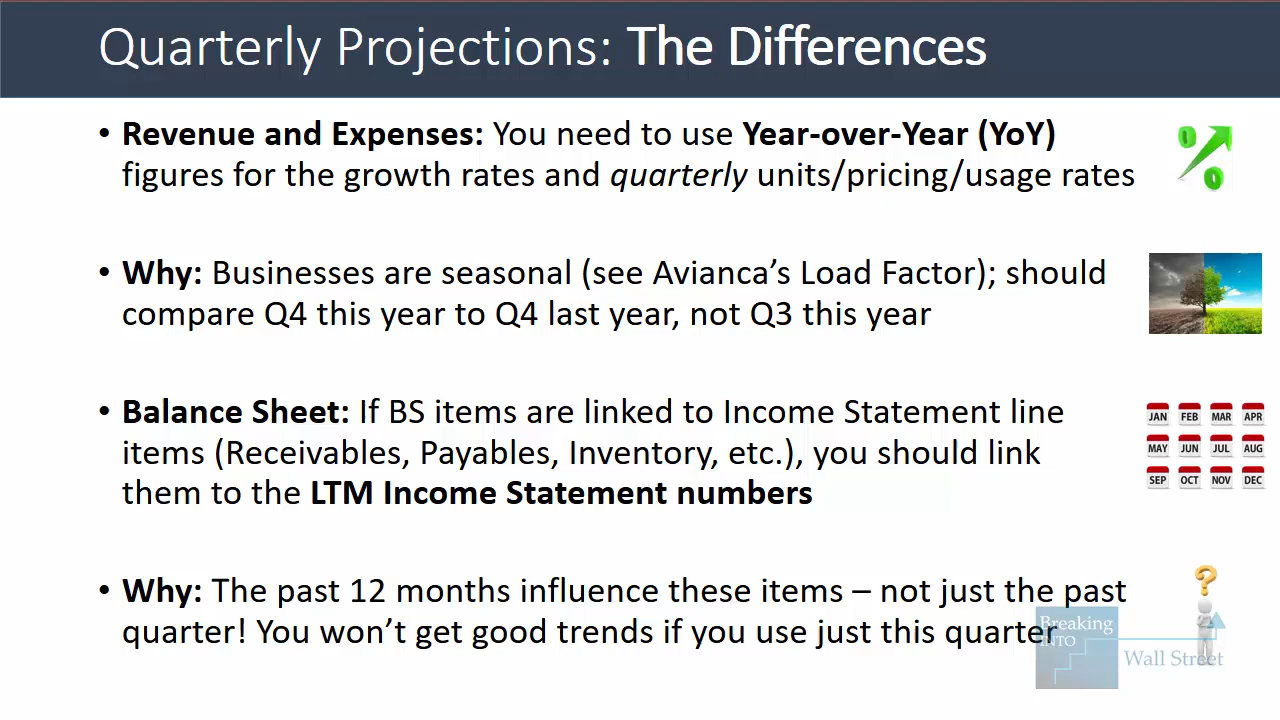 Quarterly Projections: The Differences
• Revenue and Expenses: You need to use Year-over-Year (YoY)
figures for the growth rates and quarterly units/pricing/usage rates
• Why: Businesses are seasonal (see Avianca’s Load Factor); should
compare Q4 this year to Q4 last year, not Q3 this year
• Balance Sheet: If BS items are linked to Income Statement line
items (Receivables, Payables, Inventory, etc.), you should link
them to the LTM Income Statement numbers
JAN FEB MAR APR
MAY JUN JUL AUG
SEP OCT NOV DEC
• Why: The past 12 months influence these items – not just the past
quarter! You won’t get good trends if you use just this quarter
Breaking
INTO
Wall Street